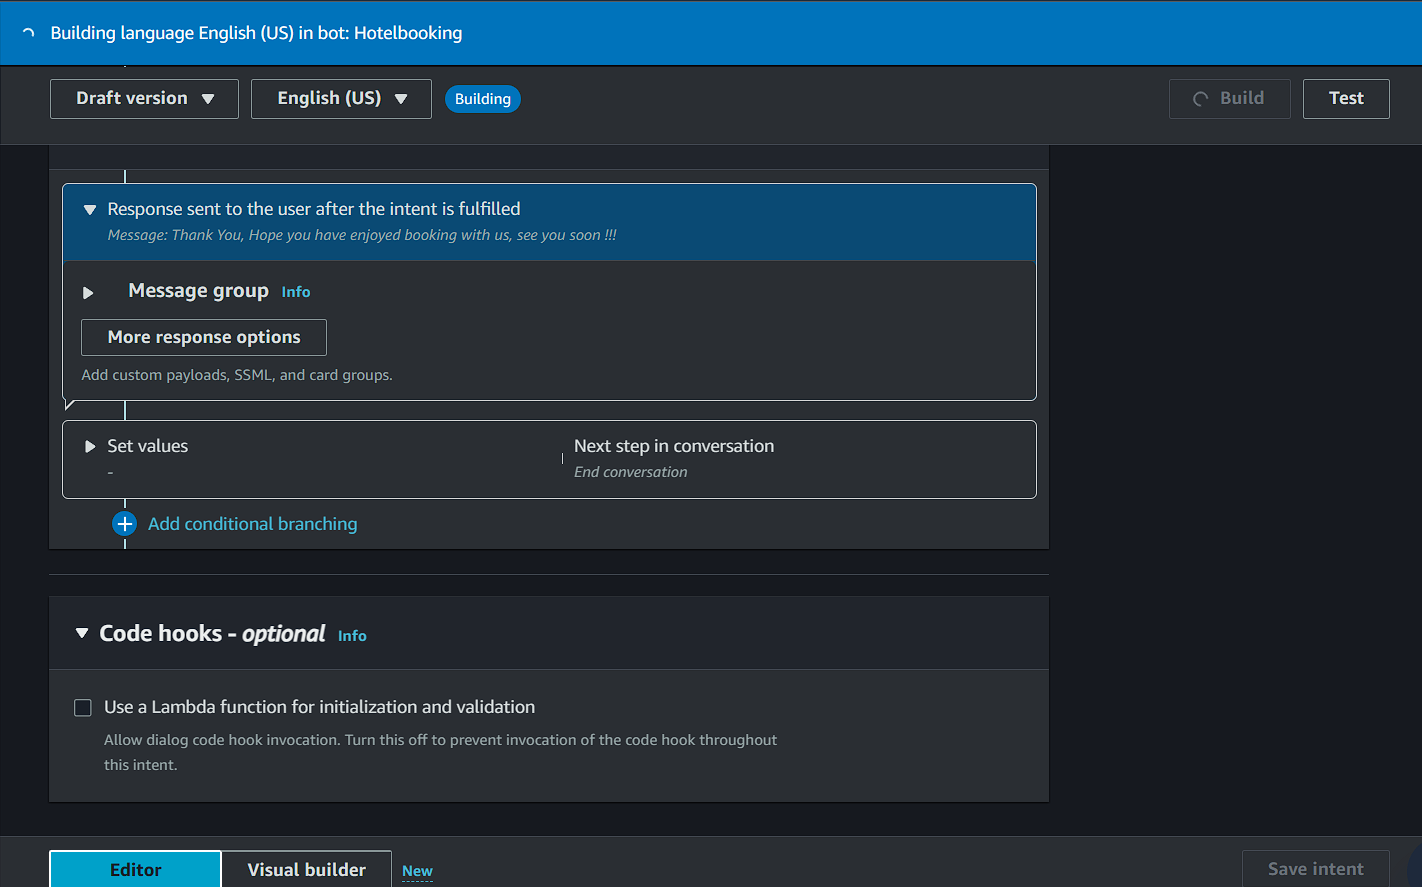 Building language English (US) in bot: Hotelbooking
Draft version
English (US)
Building
Build
Test
Response sent to the user after the intent is fulfilled
Message: Thank You, Hope you have enjoyed booking with us, see you soon !!!
Message group Info
More response options
Add custom payloads, SSML, and card groups.
Set values
-
Next step in conversation
End conversation
Add conditional branching
Code hooks - optional Info
Use a Lambda function for initialization and validation
Allow dialog code hook invocation. Turn this off to prevent invocation of the code hook throughout
this intent.
Editor
Visual builder
New
Save intent